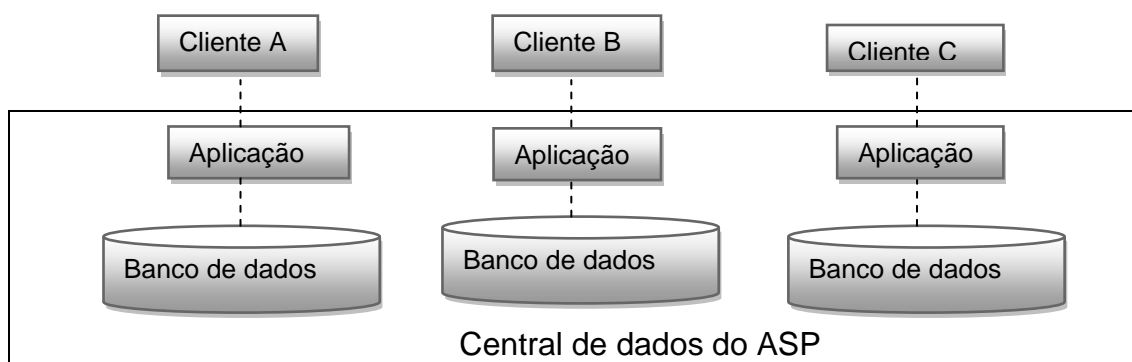 Cliente A
Cliente B
Cliente C
Aplicação
Aplicação
Aplicação
Banco de dados
Banco de dados
Banco de dados
Central de dados do ASP